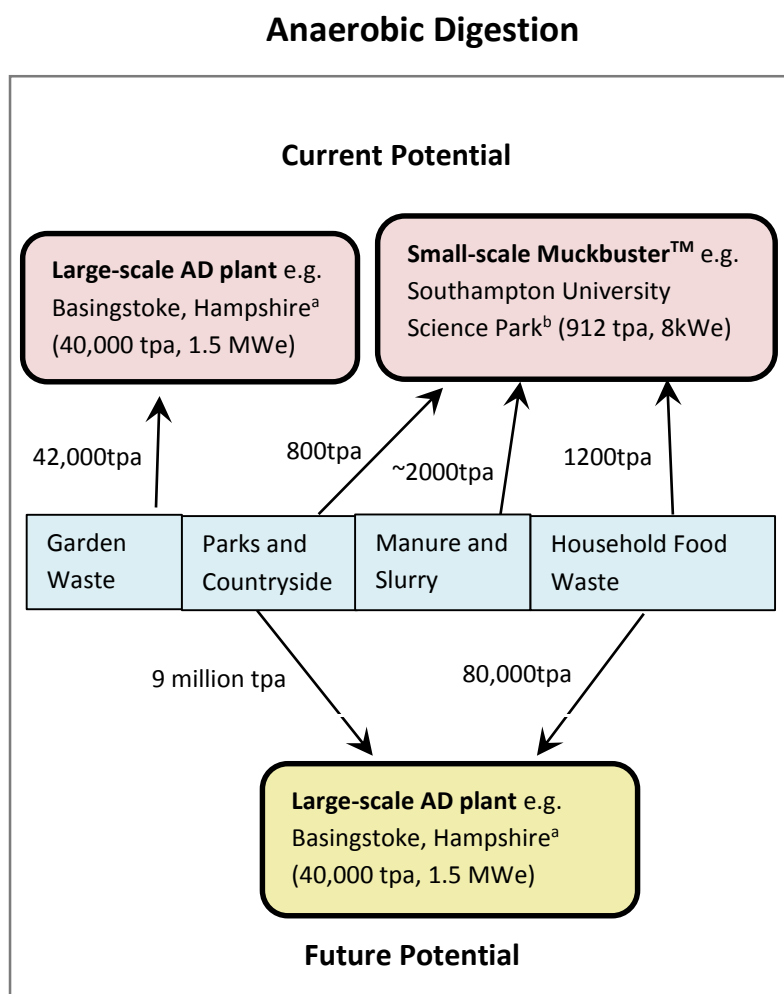 Anaerobic Digestion
Current Potential
Large-scale AD plant e.g.
Basingstoke, Hampshireᵃ
(40,000 tpa, 1.5 MWe)
Small-scale Muckbuster™ e.g.
Southampton University
Science Parkᵇ (912 tpa, 8kWe)
42,000tpa
800tpa
~2000tpa
1200tpa
Garden
Waste
Parks and
Countryside
Manure and
Slurry
Household Food
Waste
9 million tpa
80,000tpa
Large-scale AD plant e.g.
Basingstoke, Hampshireᵃ
(40,000 tpa, 1.5 MWe)
Future Potential